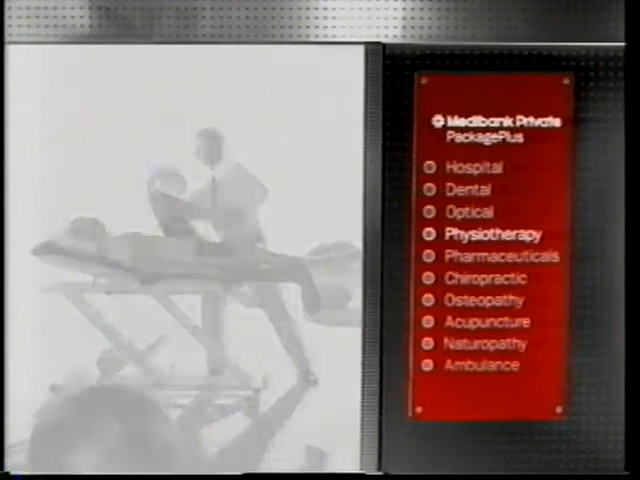 Medibank Private
PackagePlus
Hospital
Dental
Optical
Physiotherapy
Pharmaceuticals
Chiropractic
Osteopathy
Acupuncture
Naturopathy
Ambulance